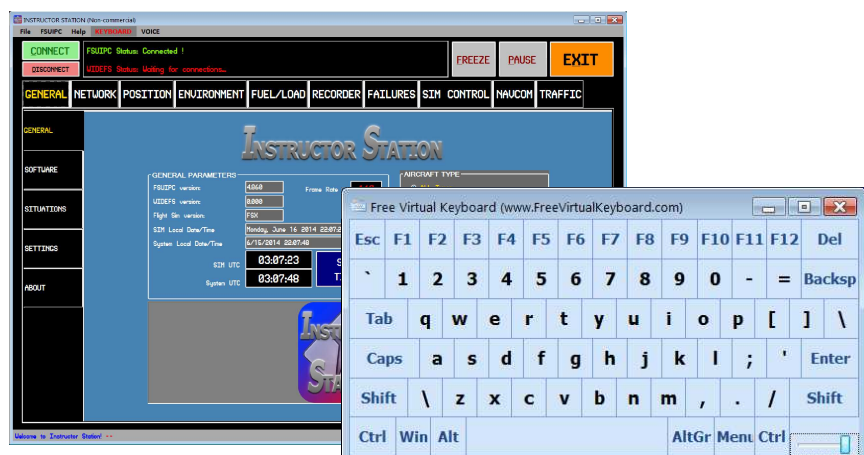 INSTRUCTOR STATION (Non-commercial)
File FSUIPC Help KEYBOARD VOICE
CONNECT
FSUIPC Status: Connected !
DISCONNECT
WIDEFS Status: Waiting for connections...
FREEZE PAUSE EXIT
GENERAL NETWORK POSITION ENVIRONMENT FUEL/LOAD RECORDER FAILURES SIM CONTROL NAVCOM TRAFFIC
GENERAL
SOFTWARE
SITUATIONS
SETTINGS
ABOUT
INSTRUCTOR STATION
GENERAL PARAMETERS
FSUIPC version: 4.860
Frame Rate
WIDEFS version: 0.000
Flight Sim version: FSX
SIM Local Date/Time Monday, June 16 2014
System Local Date/Time 6/15/2014 22:07:48
SIM UTC 03:07:23
System UTC 03:07:48
AIRCRAFT TYPE
Welcome to Instructor Station! --
Free Virtual Keyboard (www.FreeVirtualKeyboard.com)
Esc F1 F2 F3 F4 F5 F6 F7 F8 F9 F10 F11 F12 Del
` 1 2 3 4 5 6 7 8 9 0 - = Backsp
Tab q w e r t y u i o p [ ] \
Caps a s d f g h j k l ; ' Enter
Shift \ z x c v b n m , . / Shift
Ctrl Win Alt AltGr Menu Ctrl